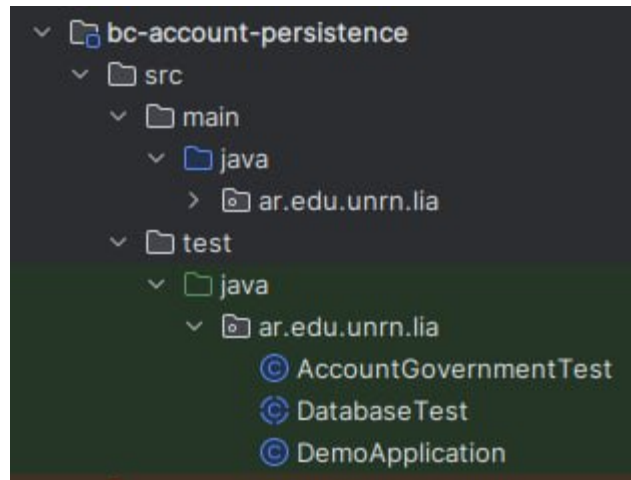 bc-account-persistence
src
main
java
ar.edu.unrn.lia
test
java
ar.edu.unrn.lia
AccountGovernmentTest
DatabaseTest
DemoApplication